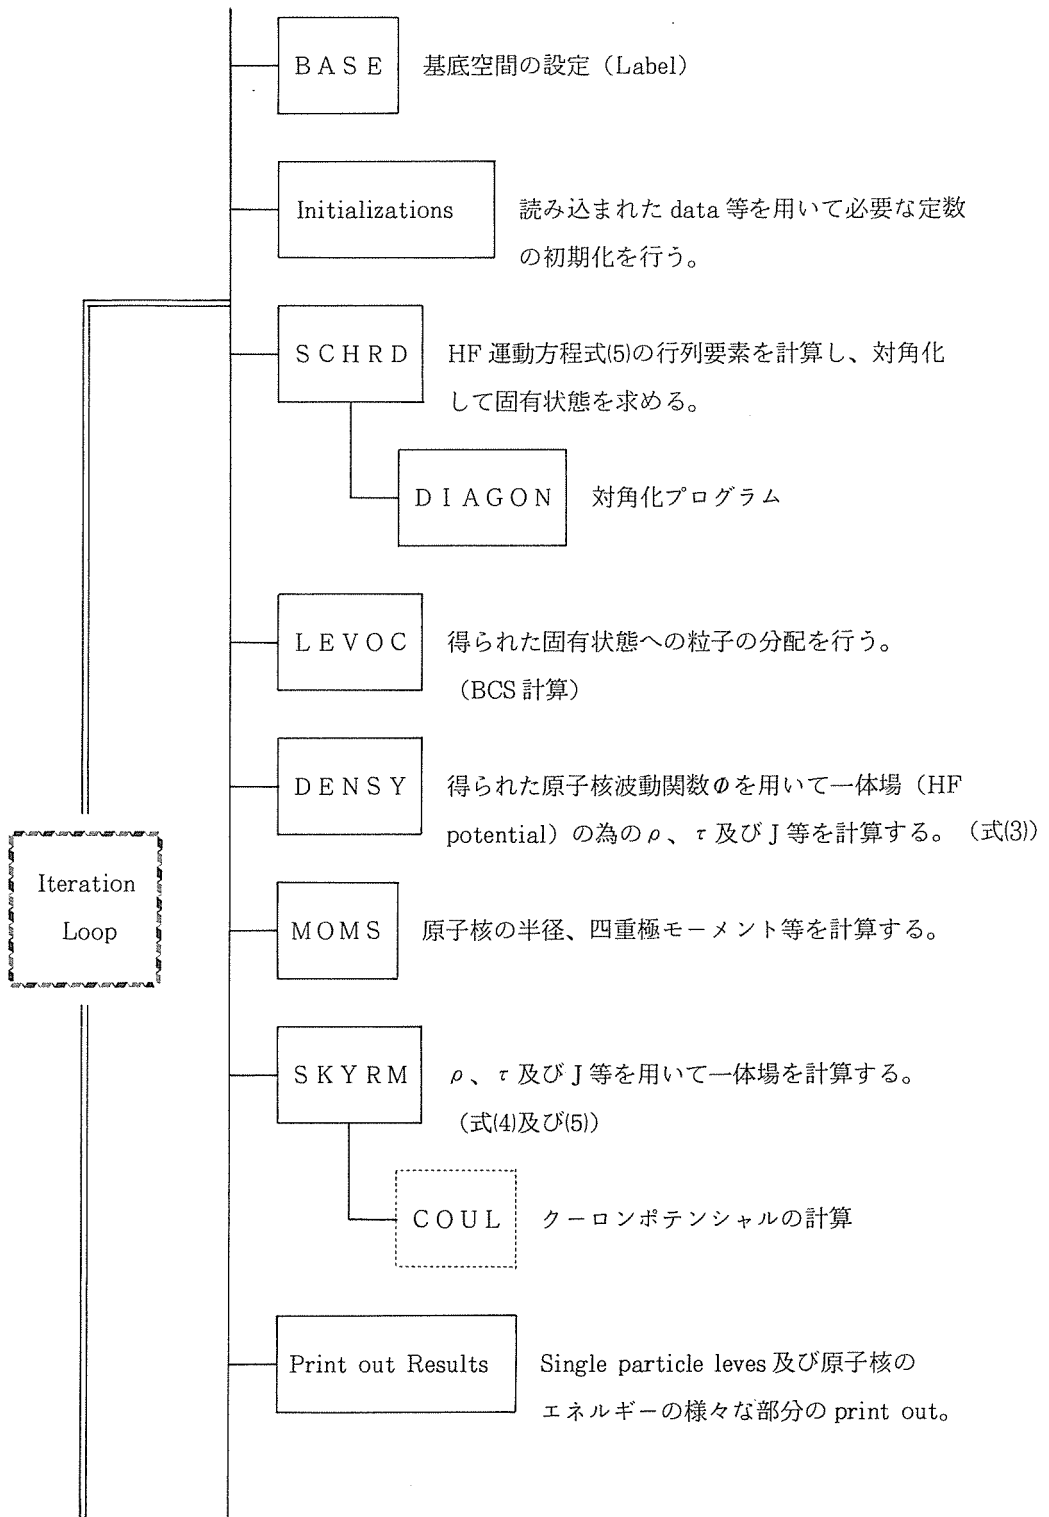 BASE 基底空間の設定（Label）
Initializations 読み込まれた data 等を用いて必要な定数
の初期化を行う。
SCHRD HF 運動方程式(5)の行列要素を計算し、対角化
して固有状態を求める。
DIAGON 対角化プログラム
LEVOC 得られた固有状態への粒子の分配を行う。
（BCS 計算）
DENSY 得られた原子核波動関数Φを用いて一体場（HF
potential）の為のρ、τ及びJ等を計算する。（式(3)）
Iteration
Loop
MOMS 原子核の半径、四重極モーメント等を計算する。
SKYRM ρ、τ及びJ等を用いて一体場を計算する。
（式(4)及び(5)）
COUL クーロンポテンシャルの計算
Print out Results Single particle leves 及び原子核の
エネルギーの様々な部分の print out。